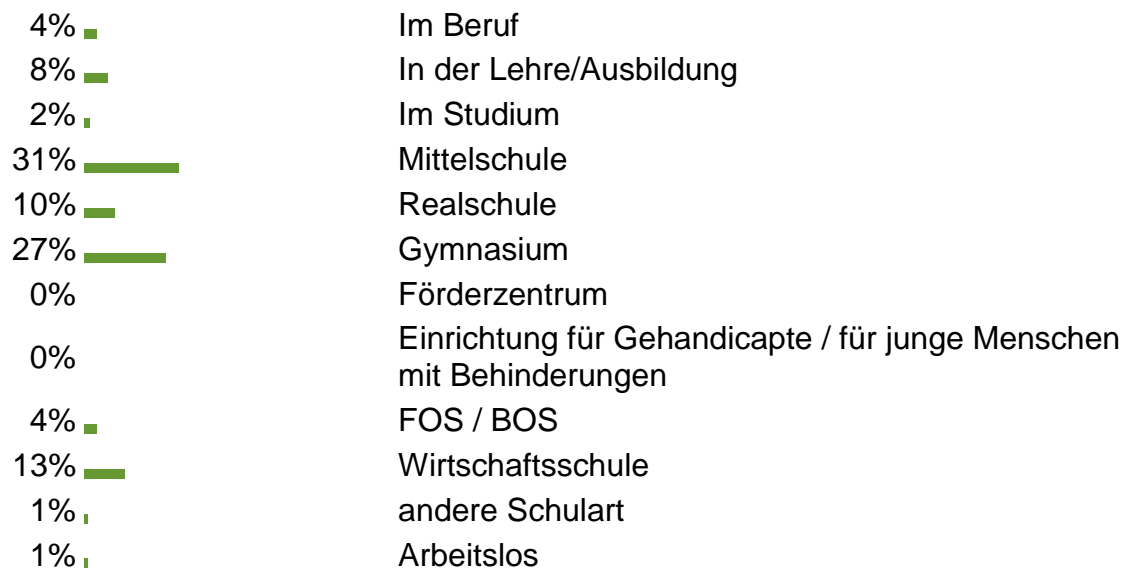 4% Im Beruf
8% In der Lehre/Ausbildung
2% Im Studium
31% Mittelschule
10% Realschule
27% Gymnasium
0% Förderzentrum
0% Einrichtung für Gehandicapte / für junge Menschen
mit Behinderungen
4% FOS / BOS
13% Wirtschaftsschule
1% andere Schulart
1% Arbeitslos